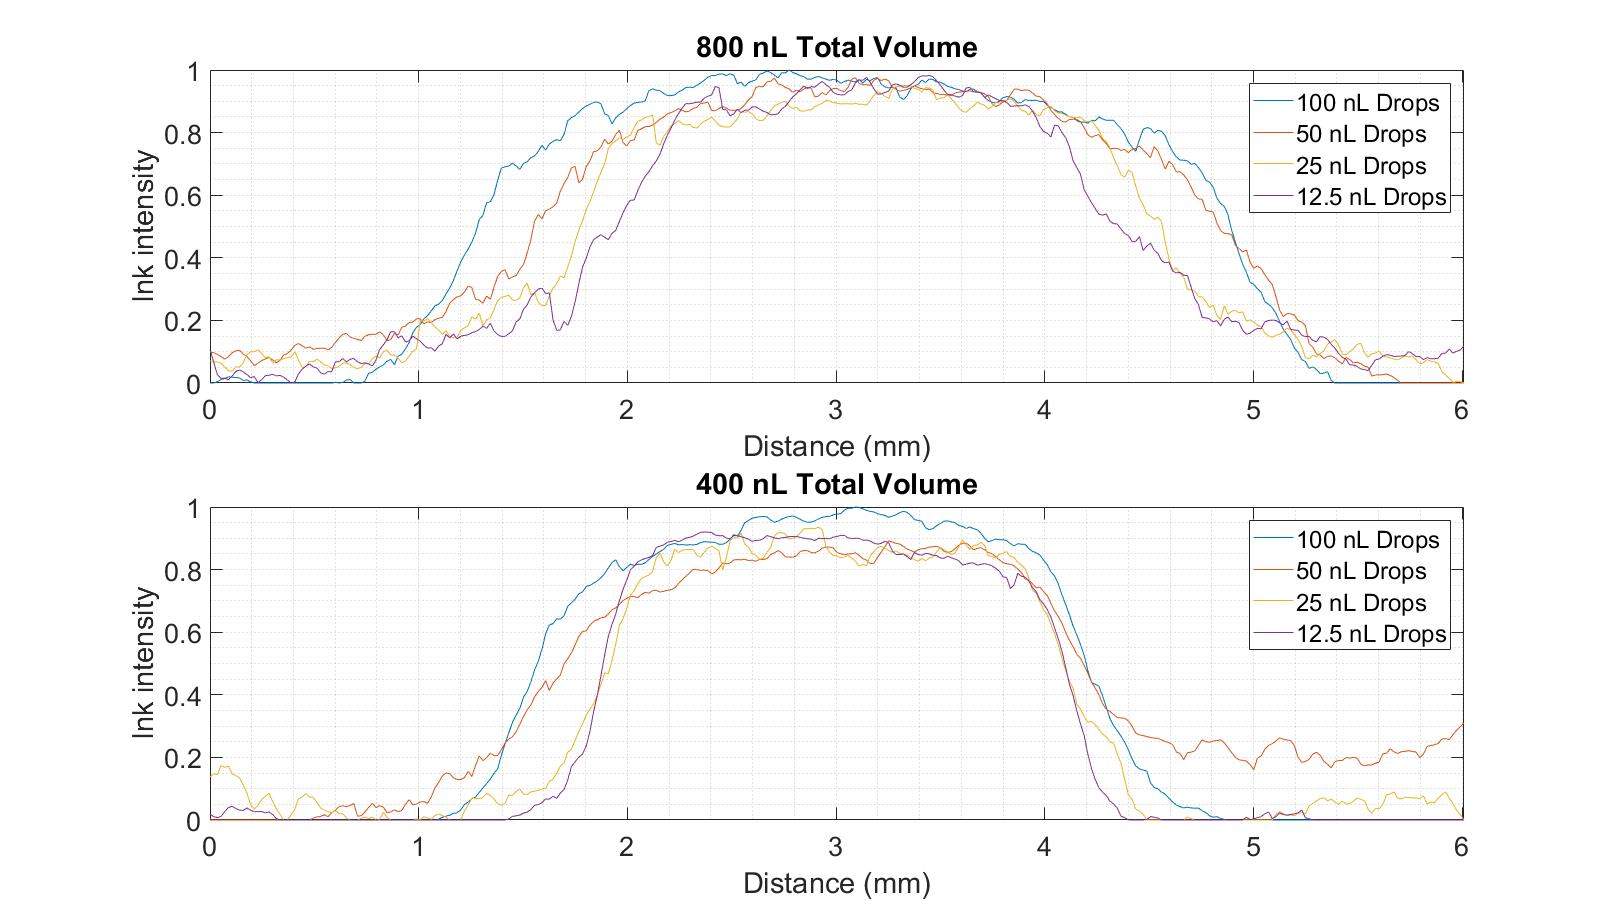 800 nL Total Volume
1
0.8
0.6
0.4
0.2
0
Ink intensity
0 1 2 3 4 5 6
Distance (mm)
100 nL Drops
50 nL Drops
25 nL Drops
12.5 nL Drops
400 nL Total Volume
1
0.8
0.6
0.4
0.2
0
Ink intensity
0 1 2 3 4 5 6
Distance (mm)
100 nL Drops
50 nL Drops
25 nL Drops
12.5 nL Drops